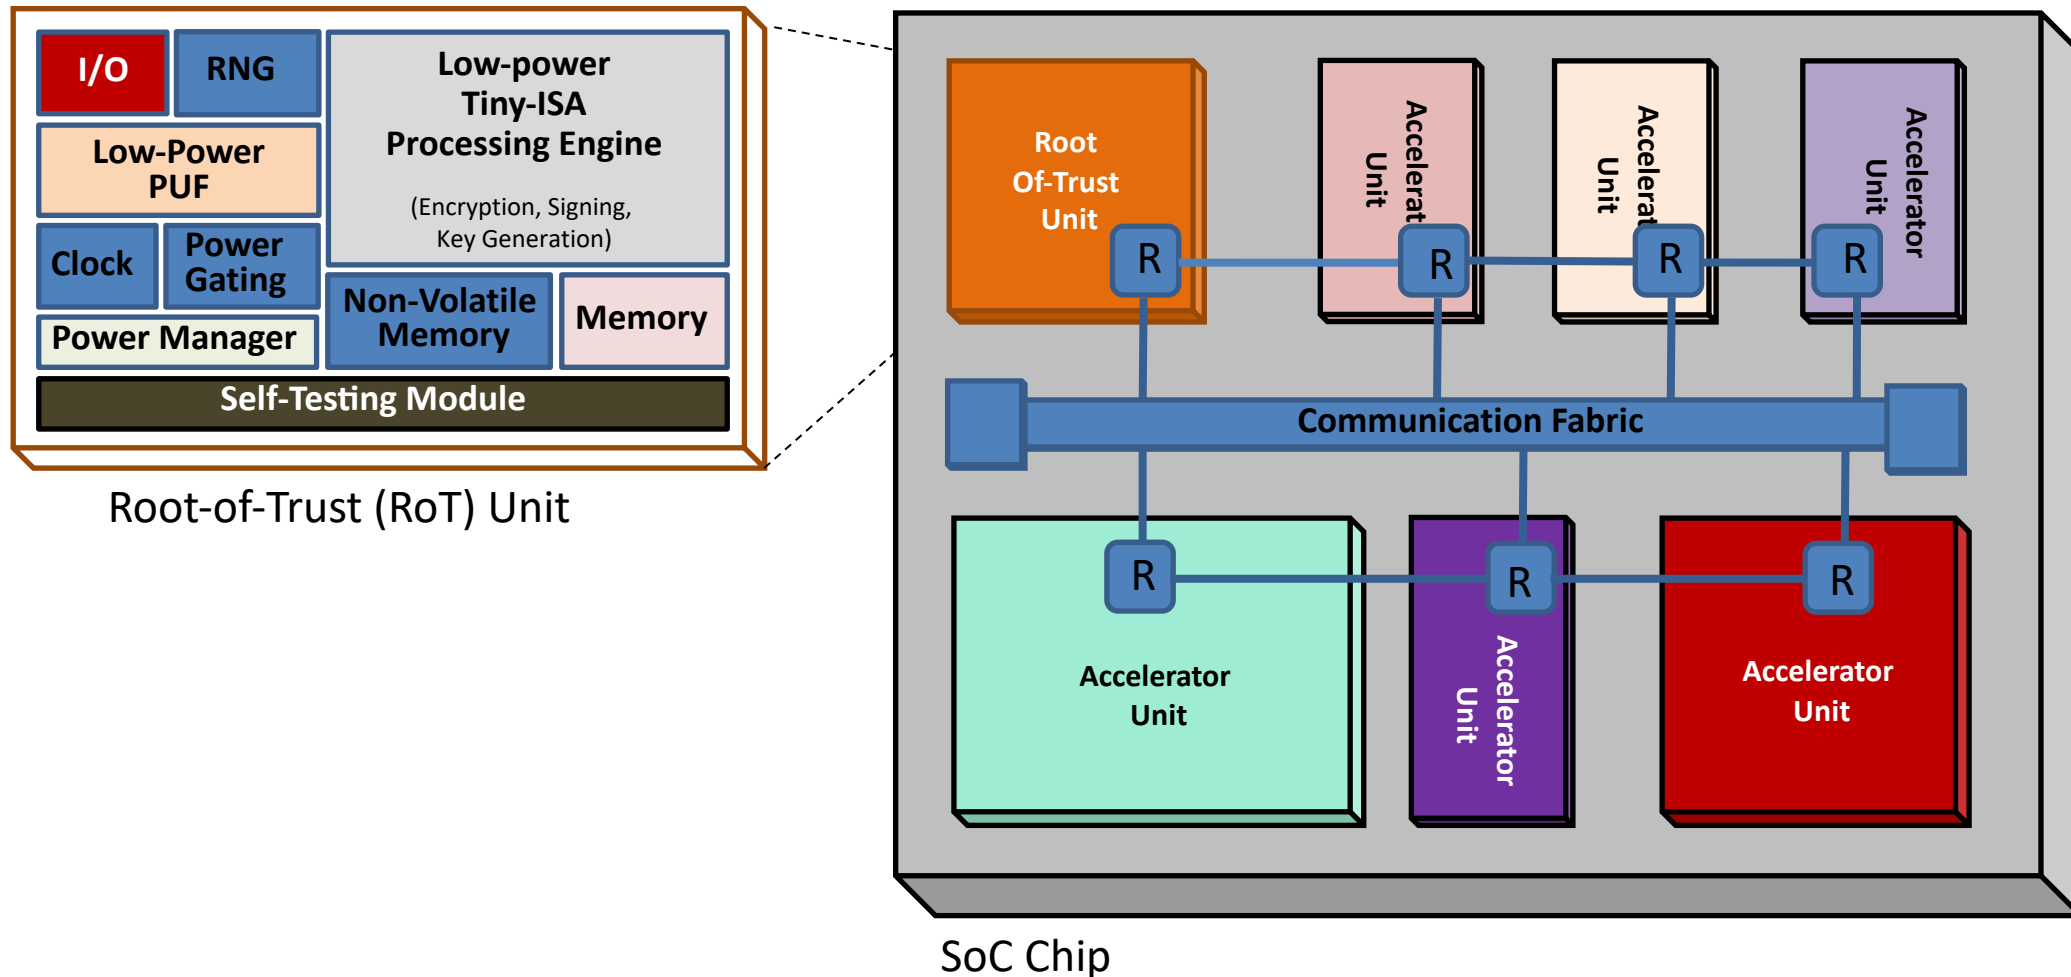 I/O
RNG
Low-power
Tiny-ISA
Processing Engine
(Encryption, Signing,
Key Generation)
Low-Power
PUF
Clock
Power
Gating
Non-Volatile
Memory
Memory
Power Manager
Self-Testing Module
Root-of-Trust (RoT) Unit
Root
Of-Trust
Unit
R
Accelerator
Unit
R
Accelerator
Unit
R
Accelerator
Unit
R
Communication Fabric
R
Accelerator
Unit
R
Accelerator
Unit
R
Accelerator
Unit
SoC Chip